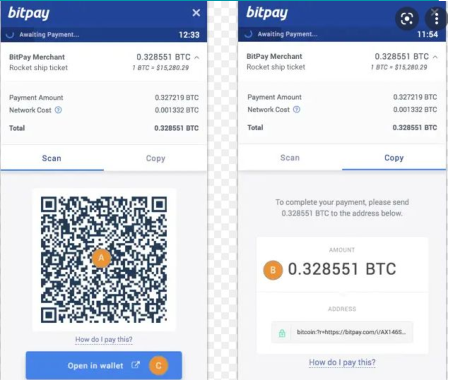 bitpay ×
Awaiting Payment... 12:33
BitPay Merchant 0.328551 BTC
Rocket ship ticket 1 BTC = $15,280.29
Payment Amount 0.327219 BTC
Network Cost ? 0.001332 BTC
Total 0.328551 BTC
Scan Copy
A
How do I pay this?
Open in wallet C
bitpay
Awaiting Payment... 11:54
BitPay Merchant 0.328551 BTC
Rocket ship ticket 1 BTC = $15,280.29
Payment Amount 0.327219 BTC
Network Cost ? 0.001332 BTC
Total 0.328551 BTC
Scan Copy
To complete your payment, please send
0.328551 BTC to the address below.
AMOUNT
B 0.328551 BTC
ADDRESS
bitcoin:?r=https://bitpay.com/i/AX1465...
How do I pay this?